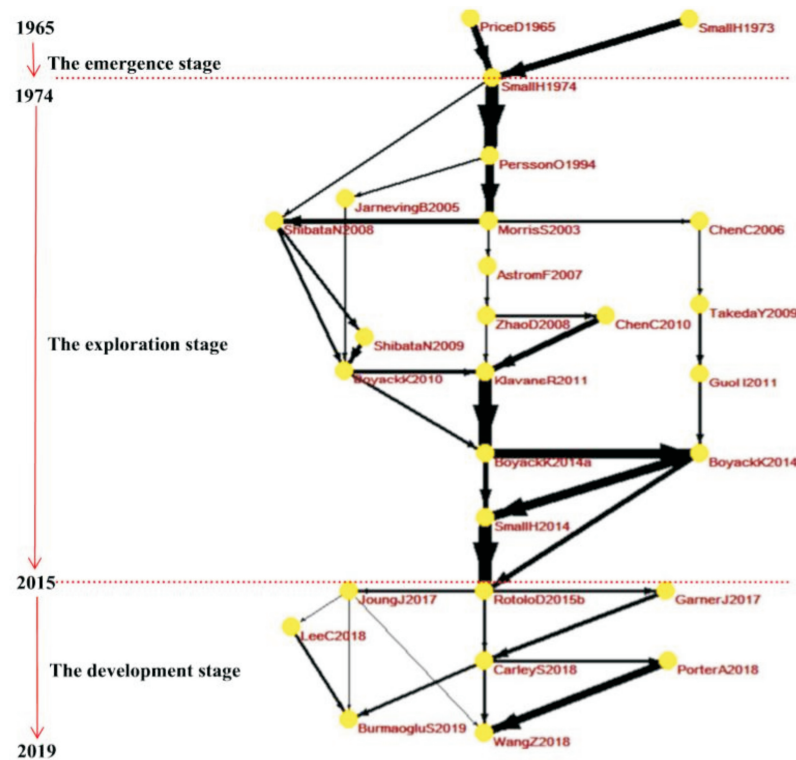 1965
PriceD1965
SmallH1973
The emergence stage
1974
SmallH1974
PerssonO1994
JarnevingB2005
ShibataN2008
MorrisS2003
ChenC2006
AstromF2007
TakedaY2009
ZhaoD2008
ChenC2010
The exploration stage
ShibataN2009
BoyackK2010
KlavansR2011
GuoH2011
BoyackK2014a
BoyackK2014
SmallH2014
2015
JoungJ2017
RotoloD2015b
GarnerJ2017
LeeC2018
The development stage
CarleyS2018
PorterA2018
BurmaogluS2019
WangZ2018
2019